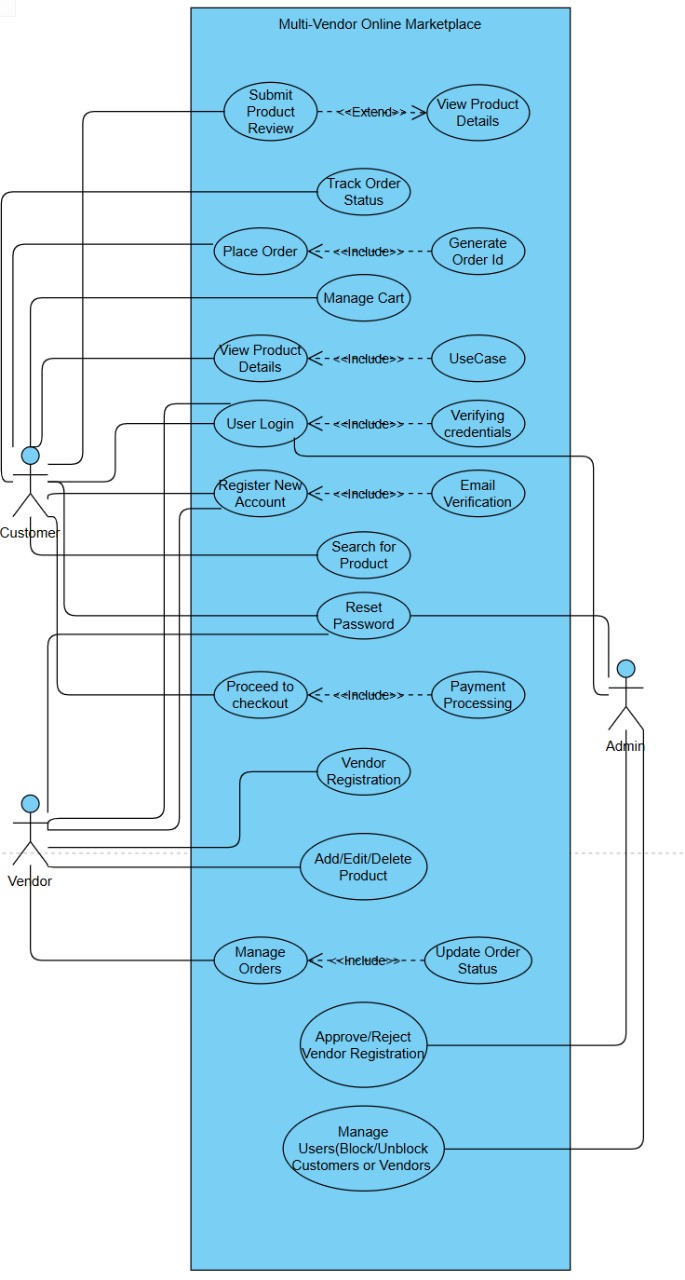 Multi-Vendor Online Marketplace
Submit
Product
Review
<<Extend>>
View Product
Details
Track Order
Status
Place Order
<<Include>>
Generate
Order Id
Manage Cart
View Product
Details
<<Include>>
UseCase
User Login
<<Include>>
Verifying
credentials
Customer
Register New
Account
<<Include>>
Email
Verification
Search for
Product
Reset
Password
Proceed to
checkout
<<Include>>
Payment
Processing
Admin
Vendor
Registration
Add/Edit/Delete
Product
Vendor
Manage
Orders
<<Include>>
Update Order
Status
Approve/Reject
Vendor Registration
Manage
Users(Block/Unblock
Customers or Vendors